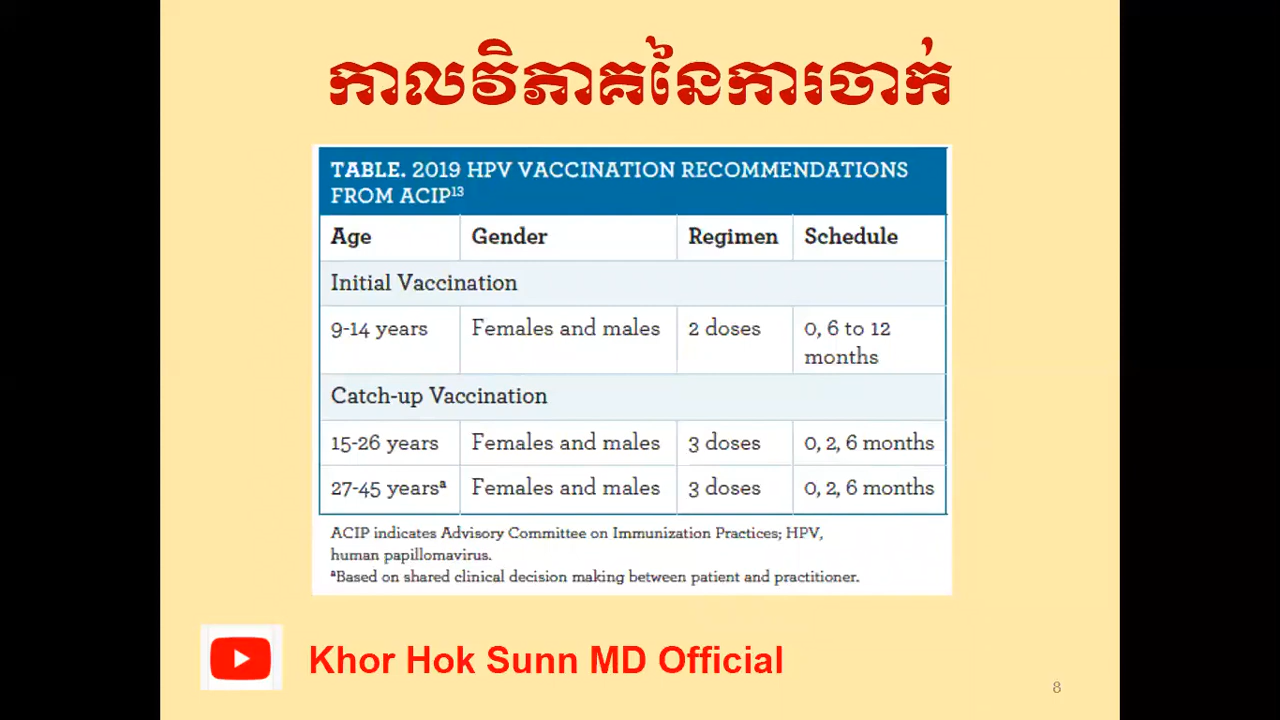 កាលវិភាគនៃការចាក់
TABLE. 2019 HPV VACCINATION RECOMMENDATIONS
FROM ACIP¹³
Age Gender Regimen Schedule
Initial Vaccination
9-14 years Females and males 2 doses 0, 6 to 12
months
Catch-up Vaccination
15-26 years Females and males 3 doses 0, 2, 6 months
27-45 yearsª Females and males 3 doses 0, 2, 6 months
ACIP indicates Advisory Committee on Immunization Practices; HPV,
human papillomavirus.
ªBased on shared clinical decision making between patient and practitioner.
Khor Hok Sunn MD Official
8